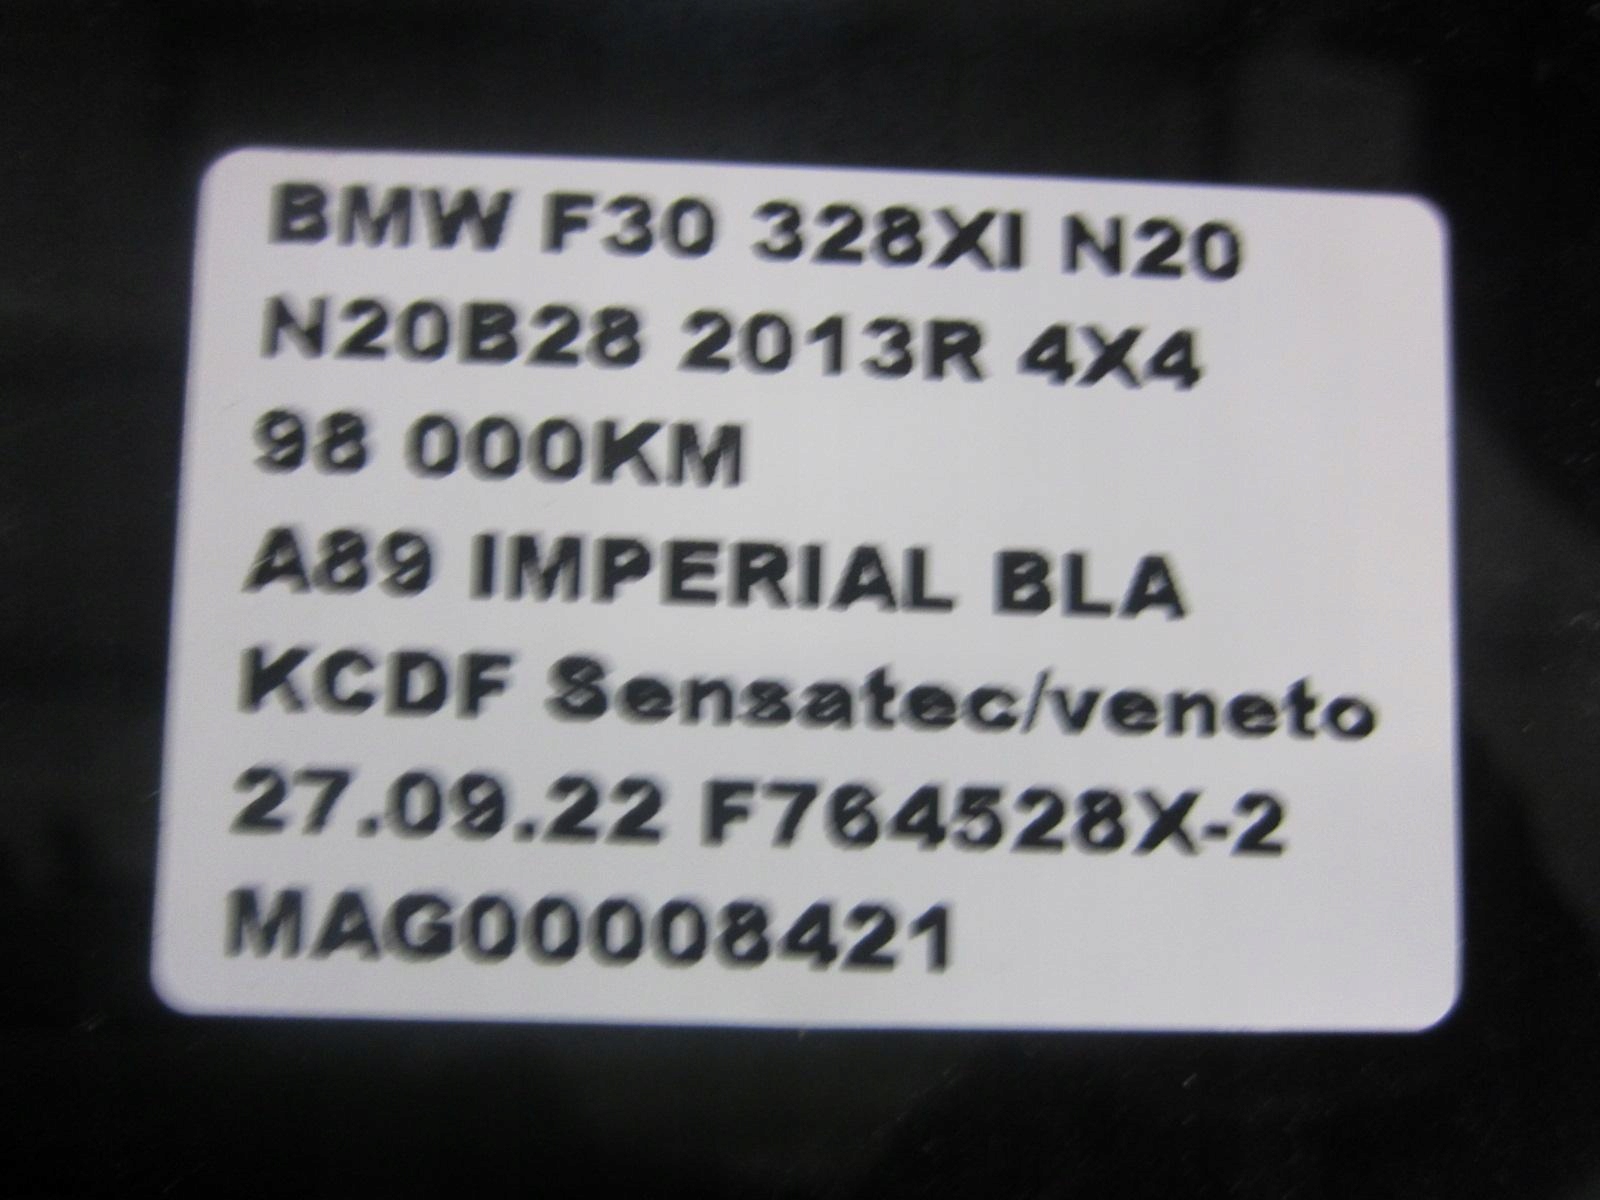 BMW F30 328XI N20
N20B28 2013R 4X4
98 000KM
A89 IMPERIAL BLA
KCDF Sensatec/veneto
27.09.22 F764528X-2
MAG00008421